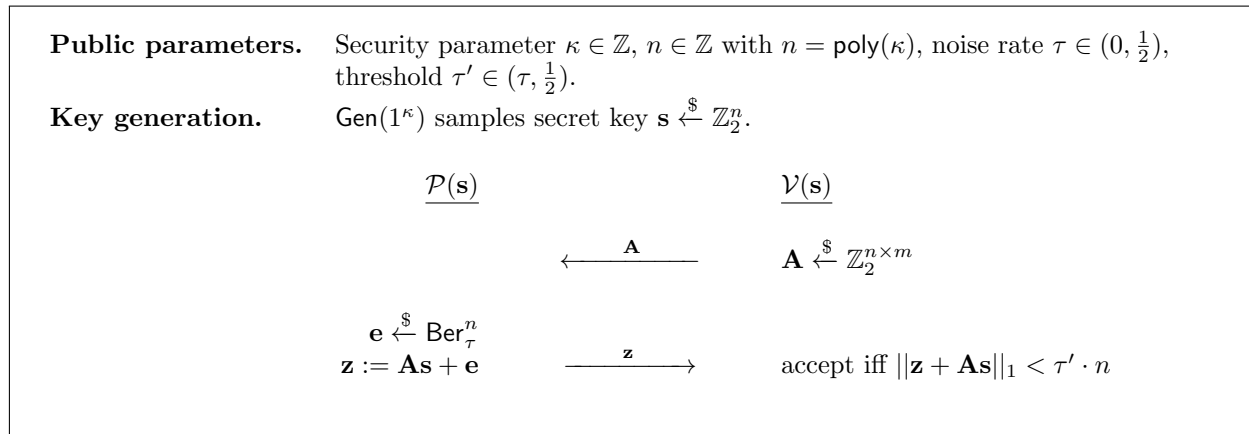 Public parameters. Security parameter κ ∈ ℤ, n ∈ ℤ with n = poly(κ), noise rate τ ∈ (0, 1/2),
threshold τ′ ∈ (τ, 1/2).
Key generation. Gen(1^κ) samples secret key s ←$ ℤ₂ⁿ.
P(s) V(s)
A A ←$ ℤ₂^{n×m}
e ←$ Ber_τ^n
z := As + e z accept iff ||z + As||₁ < τ′ · n